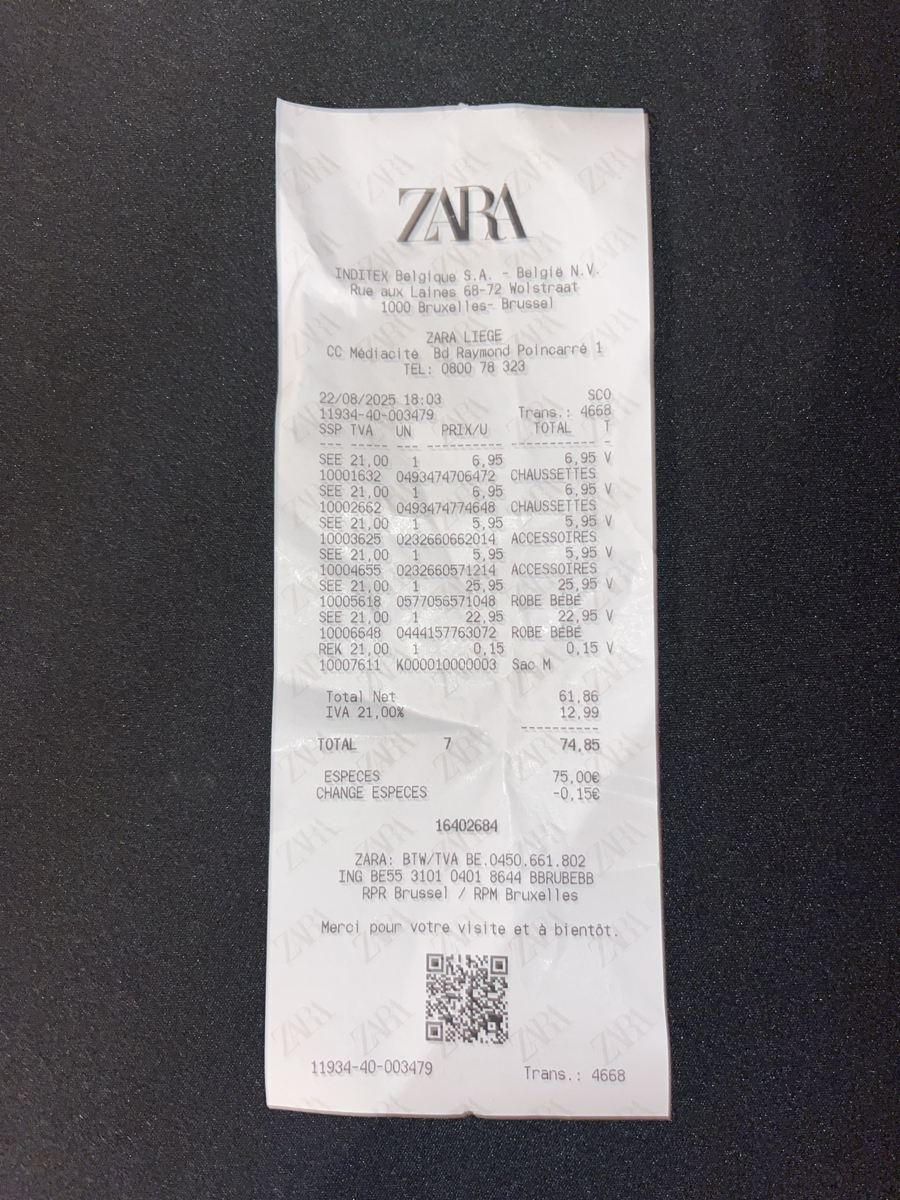 ZARA
INDITEX Belgique S.A. - België N.V.
Rue aux Laines 68-72 Wolstraat
1000 Bruxelles- Brussel
ZARA LIEGE
CC Médiacité Bd Raymond Poincarré 1
TEL: 0800 78 323
22/08/2025 18:03 SCO
11934-40-003479 Trans.: 4668
SSP TVA UN PRIX/U TOTAL T
SEE 21,00 1 6,95 6,95 V
10001632 0493474706472 CHAUSSETTES
SEE 21,00 1 6,95 6,95 V
10002662 0493474774648 CHAUSSETTES
SEE 21,00 1 5,95 5,95 V
10003625 0232660662014 ACCESSOIRES
SEE 21,00 1 5,95 5,95 V
10004655 0232660571214 ACCESSOIRES
SEE 21,00 1 25,95 25,95 V
10005618 0577056571048 ROBE BÉBÉ
SEE 21,00 1 22,95 22,95 V
10006648 0444157763072 ROBE BÉBÉ
REK 21,00 1 0,15 0,15 V
10007611 K000010000003 Sac M
Total Net 61,86
IVA 21,00% 12,99
----------
TOTAL 7 74,85
ESPECES 75,00€
CHANGE ESPECES -0,15€
16402684
ZARA: BTW/TVA BE.0450.661.802
ING BE55 3101 0401 8644 BBRUBEBB
RPR Brussel / RPM Bruxelles
Merci pour votre visite et à bientôt.
11934-40-003479 Trans.: 4668